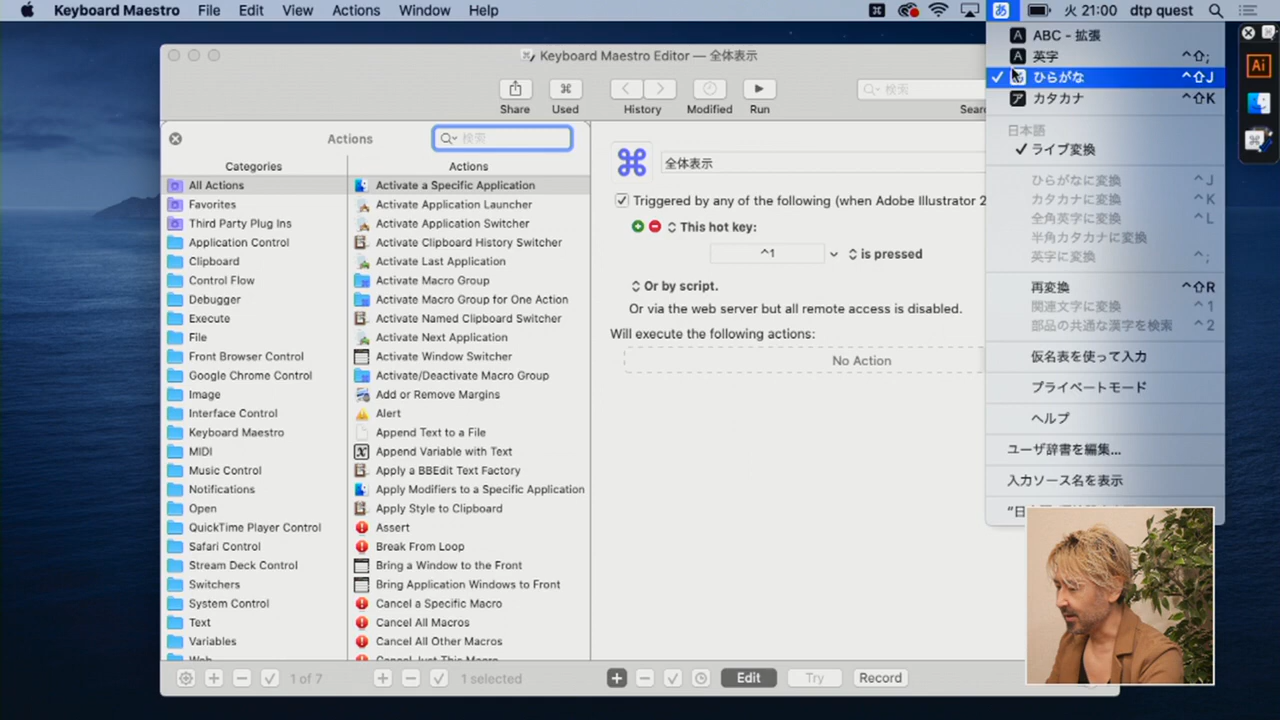 Keyboard Maestro File Edit View Actions Window Help
あ 火 21:00 dtp quest
Keyboard Maestro Editor — 全体表示
Share Used History Modified Run 検索
Actions 検索
Categories
All Actions
Favorites
Third Party Plug Ins
Application Control
Clipboard
Control Flow
Debugger
Execute
File
Front Browser Control
Google Chrome Control
Image
Interface Control
Keyboard Maestro
MIDI
Music Control
Notifications
Open
QuickTime Player Control
Safari Control
Stream Deck Control
Switchers
System Control
Text
Variables
Web
1 of 7
Actions
Activate a Specific Application
Activate Application Launcher
Activate Application Switcher
Activate Clipboard History Switcher
Activate Last Application
Activate Macro Group
Activate Macro Group for One Action
Activate Named Clipboard Switcher
Activate Next Application
Activate Window Switcher
Activate/Deactivate Macro Group
Add or Remove Margins
Alert
Append Text to a File
Append Variable with Text
Apply a BBEdit Text Factory
Apply Modifiers to a Specific Application
Apply Style to Clipboard
Assert
Break From Loop
Bring a Window to the Front
Bring Application Windows to Front
Cancel a Specific Macro
Cancel All Macros
Cancel All Other Macros
Cancel Just This Macro
1 selected
全体表示
Triggered by any of the following (when Adobe Illustrator 2
This hot key:
^1 is pressed
Or by script.
Or via the web server but all remote access is disabled.
Will execute the following actions:
No Action
Edit Try Record
A ABC - 拡張
A 英字 ^⇧;
✓ ひらがな ^⇧J
ア カタカナ ^⇧K
日本語
✓ ライブ変換
ひらがなに変換 ^J
カタカナに変換 ^K
全角英字に変換 ^L
半角カタカナに変換
英字に変換 ^;
再変換 ^⇧R
関連文字に変換 ^1
部品の共通な漢字を検索 ^2
仮名表を使って入力
プライベートモード
ヘルプ
ユーザ辞書を編集...
入力ソース名を表示
Ai